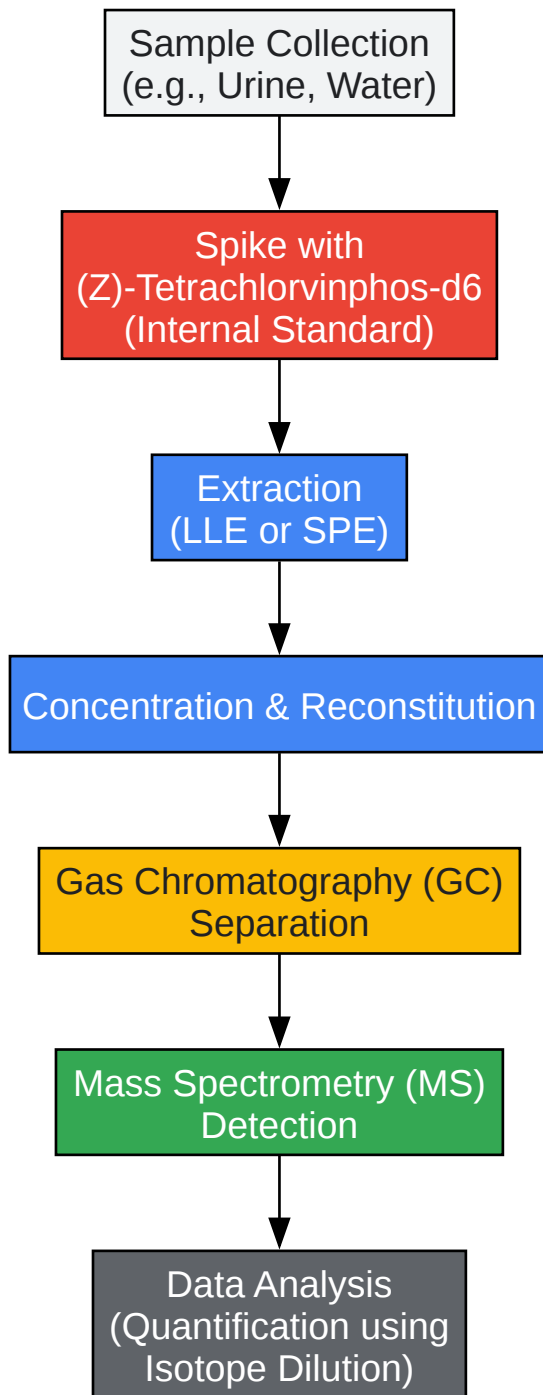 Sample Collection
(e.g., Urine, Water)
Spike with
(Z)-Tetrachlorvinphos-d6
(Internal Standard)
Extraction
(LLE or SPE)
Concentration & Reconstitution
Gas Chromatography (GC)
Separation
Mass Spectrometry (MS)
Detection
Data Analysis
(Quantification using
Isotope Dilution)